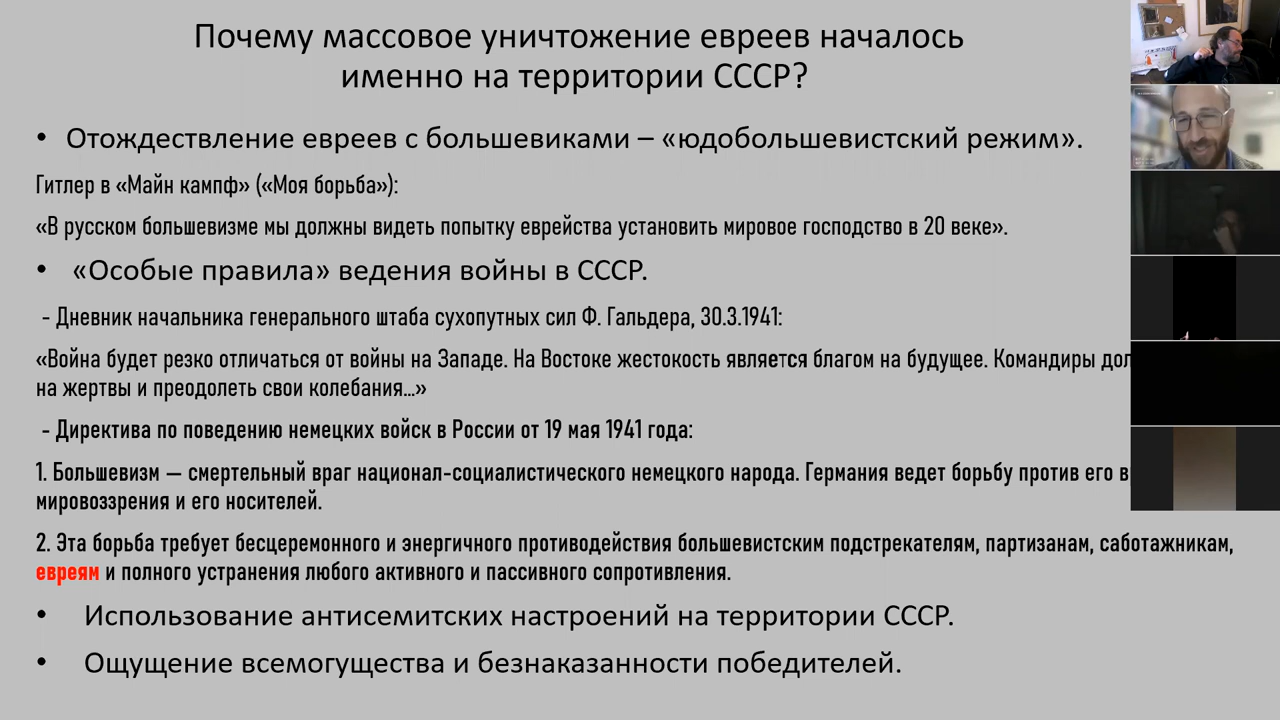 Почему массовое уничтожение евреев началось
именно на территории СССР?
• Отождествление евреев с большевиками – «юдобольшевистский режим».
Гитлер в «Майн кампф» («Моя борьба»):
«В русском большевизме мы должны видеть попытку еврейства установить мировое господство в 20 веке».
• «Особые правила» ведения войны в СССР.
- Дневник начальника генерального штаба сухопутных сил Ф. Гальдера, 30.3.1941:
«Война будет резко отличаться от войны на Западе. На Востоке жестокость является благом на будущее. Командиры
на жертвы и преодолеть свои колебания…»
- Директива по поведению немецких войск в России от 19 мая 1941 года:
1. Большевизм — смертельный враг национал-социалистического немецкого народа. Германия ведет борьбу против его
мировоззрения и его носителей.
2. Эта борьба требует бесцеремонного и энергичного противодействия большевистским подстрекателям, партизанам, саботажникам,
евреям и полного устранения любого активного и пассивного сопротивления.
• Использование антисемитских настроений на территории СССР.
• Ощущение всемогущества и безнаказанности победителей.